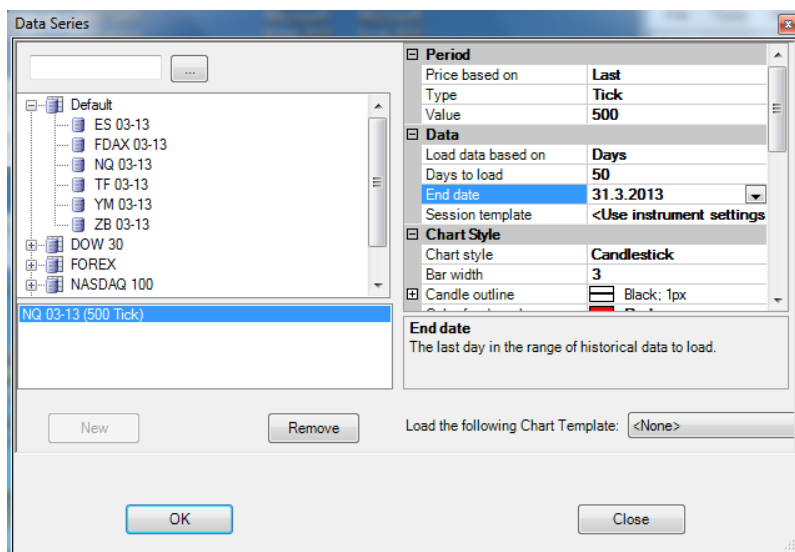 Data Series
...
Default
ES 03-13
FDAX 03-13
NQ 03-13
TF 03-13
YM 03-13
ZB 03-13
DOW 30
FOREX
NASDAQ 100
NQ 03-13 (500 Tick)
New
Remove
Period
Price based on Last
Type Tick
Value 500
Data
Load data based on Days
Days to load 50
End date 31.3.2013
Session template <Use instrument settings
Chart Style
Chart style Candlestick
Bar width 3
Candle outline Black; 1px
End date
The last day in the range of historical data to load.
Load the following Chart Template: <None>
OK
Close